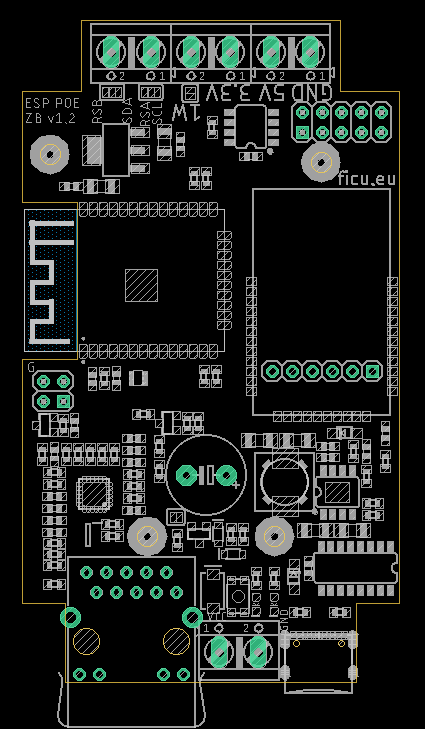 2 1 2 1 2 1
GND 5V 3.3V
ESP POE
ZB v1.2
RSB
SDA
RSA
SCL
1W
ficu.eu
G
+
1 2
GND